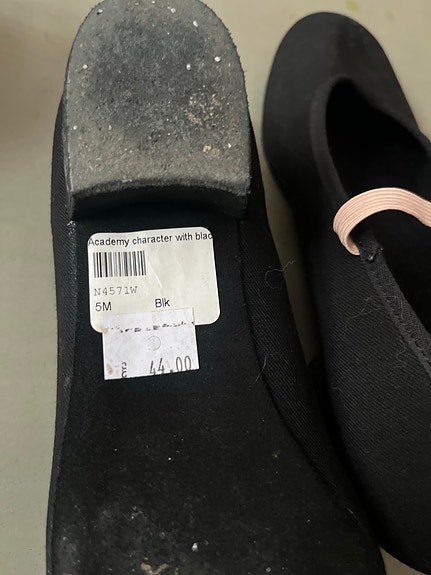 Academy character with blac
N4571W
5M Blk
44.00